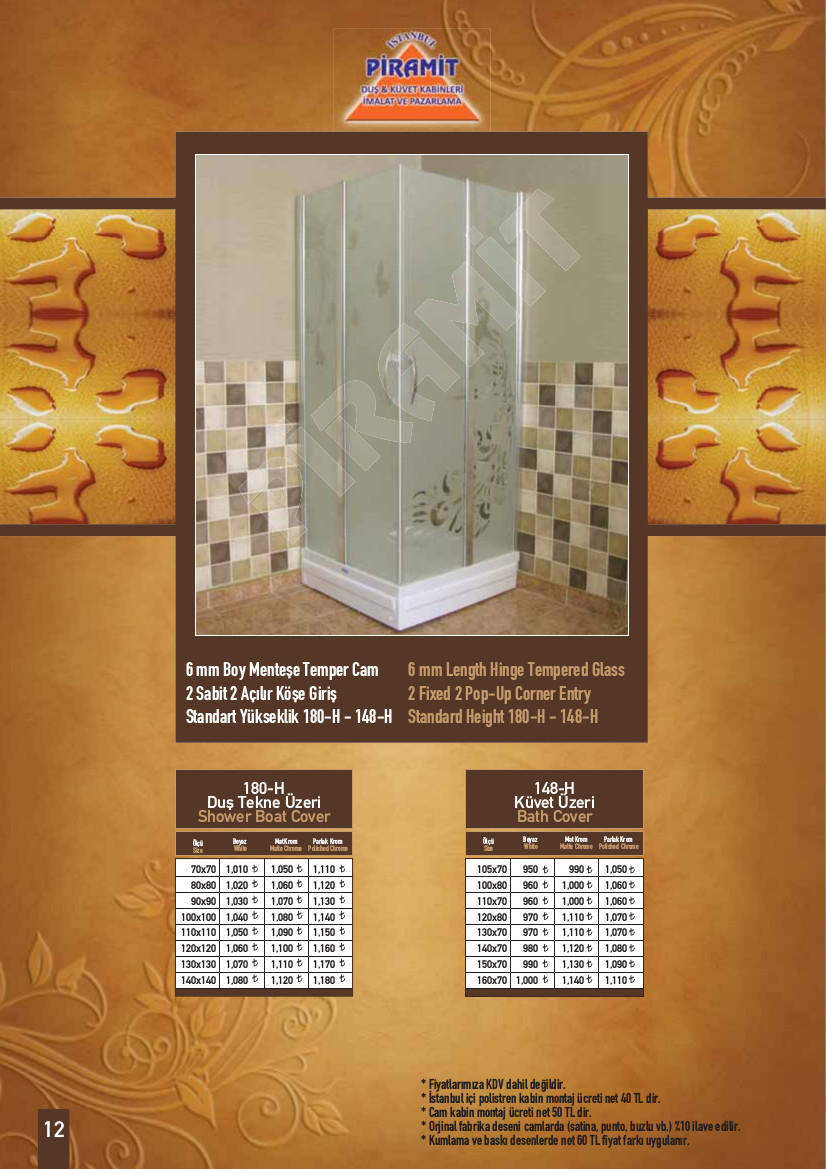 İSTANBUL
PİRAMİT
DUŞ & KÜVET KABİNLERİ
İMALAT VE PAZARLAMA
PİRAMİT
6 mm Boy Menteşe Temper Cam
2 Sabit 2 Açılır Köşe Giriş
Standart Yükseklik 180-H - 148-H
6 mm Length Hinge Tempered Glass
2 Fixed 2 Pop-Up Corner Entry
Standard Height 180-H - 148-H
180-H
Duş Tekne Üzeri
Shower Boat Cover
Ölçü Beyaz Mat Krom Parlak Krom
Size White Matte Chrome Polished Chrome
70x70 1,010 ₺ 1,050 ₺ 1,110 ₺
80x80 1,020 ₺ 1,060 ₺ 1,120 ₺
90x90 1,030 ₺ 1,070 ₺ 1,130 ₺
100x100 1,040 ₺ 1,080 ₺ 1,140 ₺
110x110 1,050 ₺ 1,090 ₺ 1,150 ₺
120x120 1,060 ₺ 1,100 ₺ 1,160 ₺
130x130 1,070 ₺ 1,110 ₺ 1,170 ₺
140x140 1,080 ₺ 1,120 ₺ 1,180 ₺
148-H
Küvet Üzeri
Bath Cover
Ölçü Beyaz Mat Krom Parlak Krom
Size White Matte Chrome Polished Chrome
105x70 950 ₺ 990 ₺ 1,050 ₺
100x80 960 ₺ 1,000 ₺ 1,060 ₺
110x70 960 ₺ 1,000 ₺ 1,060 ₺
120x80 970 ₺ 1,110 ₺ 1,070 ₺
130x70 970 ₺ 1,110 ₺ 1,070 ₺
140x70 980 ₺ 1,120 ₺ 1,080 ₺
150x70 990 ₺ 1,130 ₺ 1,090 ₺
160x70 1,000 ₺ 1,140 ₺ 1,110 ₺
* Fiyatlarımıza KDV dahil değildir.
* İstanbul içi polistren kabin montaj ücreti net 40 TL dir.
* Cam kabin montaj ücreti net 50 TL dir.
* Orjinal fabrika deseni camlarda (satina, punto, buzlu vb.) %10 ilave edilir.
* Kumlama ve baskı desenlerde net 60 TL fiyat farkı uygulanır.
12